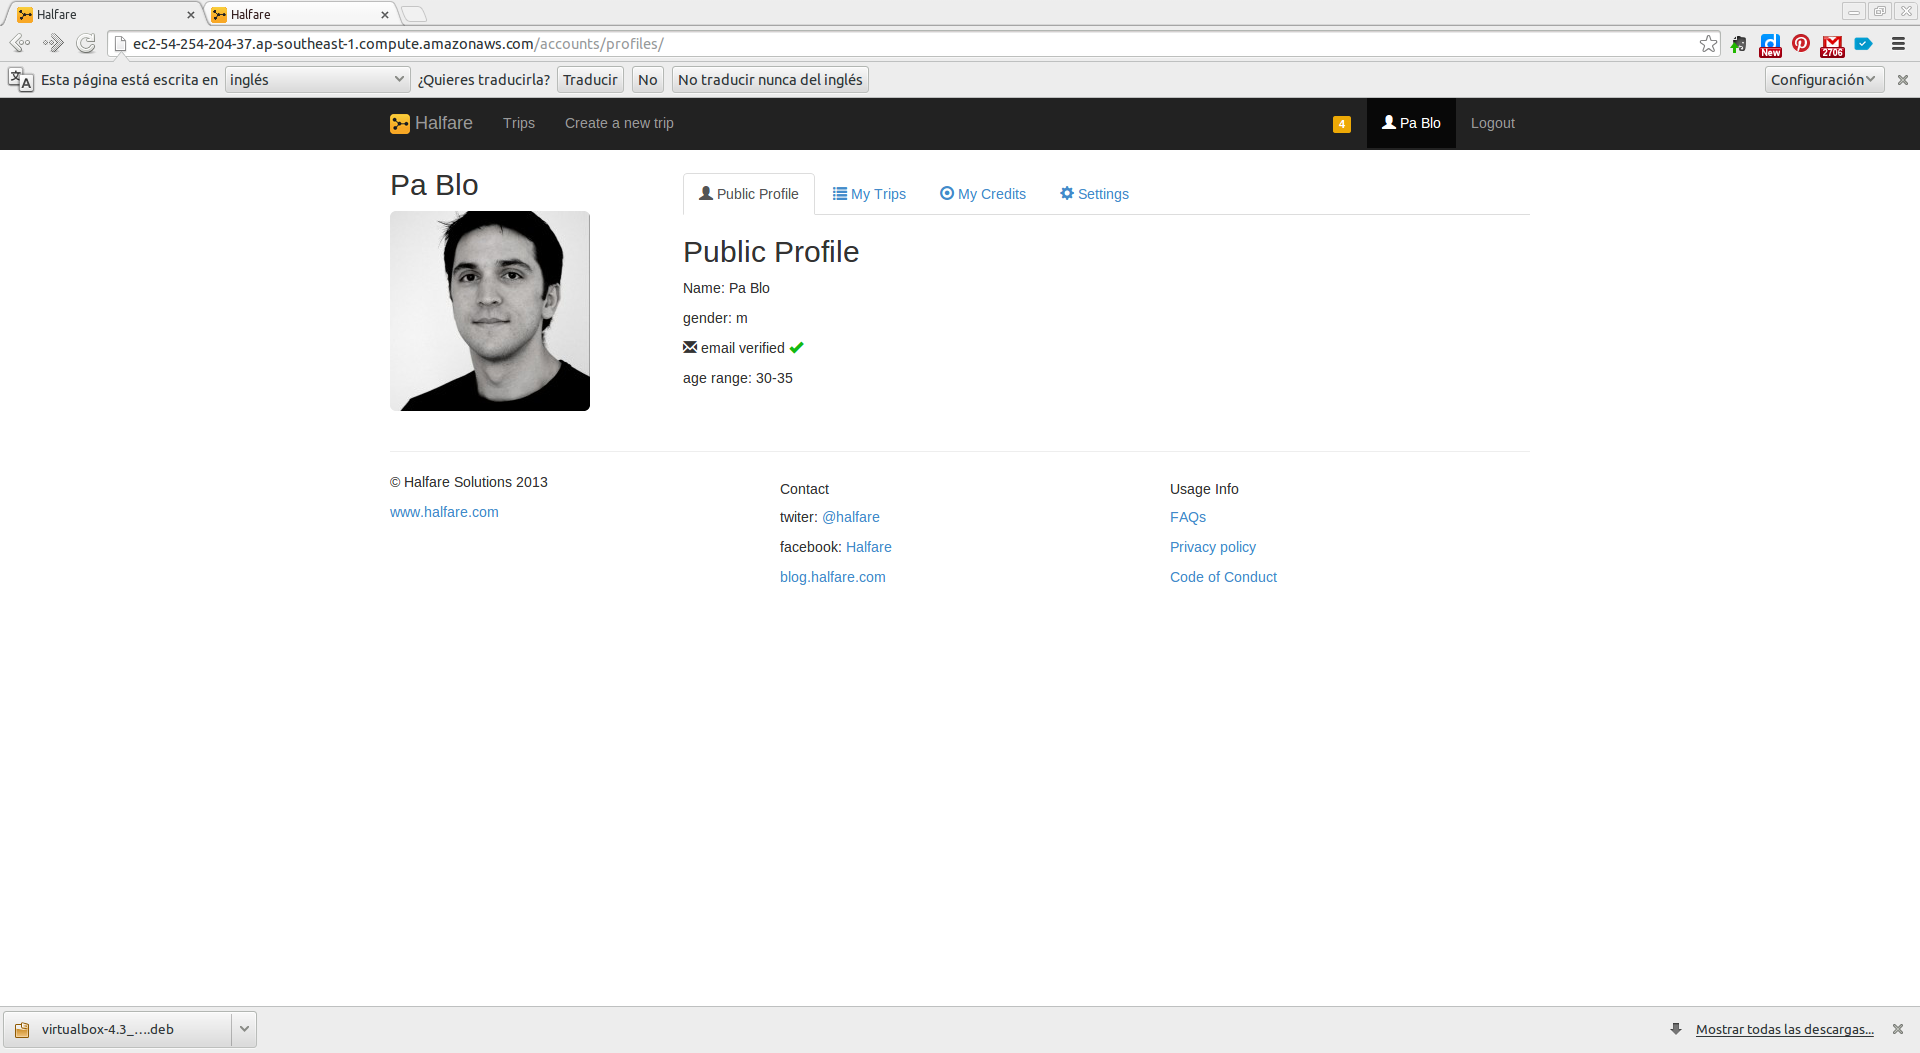 Halfare
Halfare
ec2-54-254-204-37.ap-southeast-1.compute.amazonaws.com/accounts/profiles/
New
2706
Esta página está escrita en
inglés
¿Quieres traducirla?
Traducir
No
No traducir nunca del inglés
Configuración
Halfare
Trips
Create a new trip
4
Pa Blo
Logout
Pa Blo
Public Profile
My Trips
My Credits
Settings
Public Profile
Name: Pa Blo
gender: m
email verified
age range: 30-35
© Halfare Solutions 2013
www.halfare.com
Contact
twiter: @halfare
facebook: Halfare
blog.halfare.com
Usage Info
FAQs
Privacy policy
Code of Conduct
virtualbox-4.3_....deb
Mostrar todas las descargas...